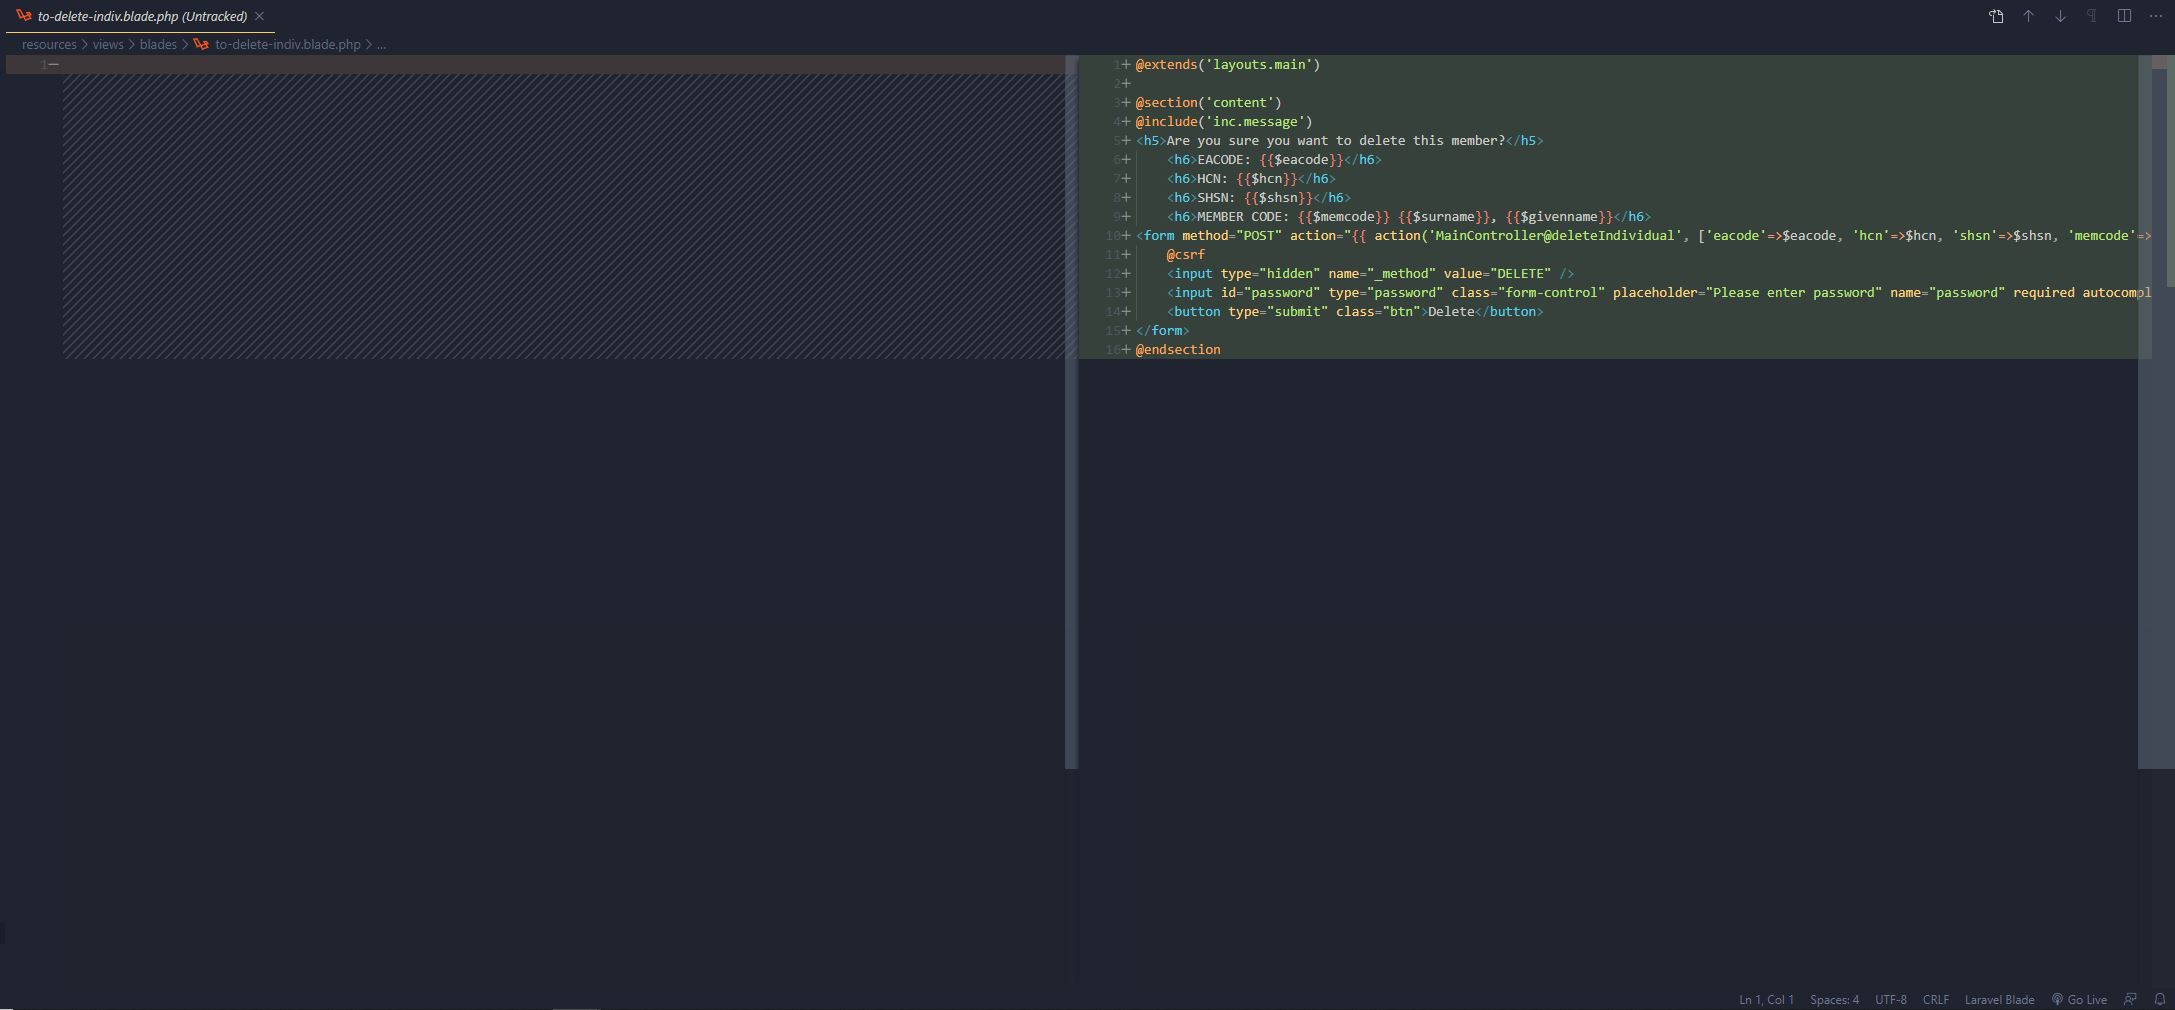 to-delete-indiv.blade.php (Untracked)
resources > views > blades > to-delete-indiv.blade.php > ...
1
1+ @extends('layouts.main')
2+
3+ @section('content')
4+ @include('inc.message')
5+ <h5>Are you sure you want to delete this member?</h5>
6+     <h6>EACODE: {{$eacode}}</h6>
7+     <h6>HCN: {{$hcn}}</h6>
8+     <h6>SHSN: {{$shsn}}</h6>
9+     <h6>MEMBER CODE: {{$memcode}} {{$surname}}, {{$givenname}}</h6>
10+ <form method="POST" action="{{ action('MainController@deleteIndividual', ['eacode'=>$eacode, 'hcn'=>$hcn, 'shsn'=>$shsn, 'memcode'=>
11+     @csrf
12+     <input type="hidden" name="_method" value="DELETE" />
13+     <input id="password" type="password" class="form-control" placeholder="Please enter password" name="password" required autocompl
14+     <button type="submit" class="btn">Delete</button>
15+ </form>
16+ @endsection
Ln 1, Col 1 Spaces: 4 UTF-8 CRLF Laravel Blade Go Live